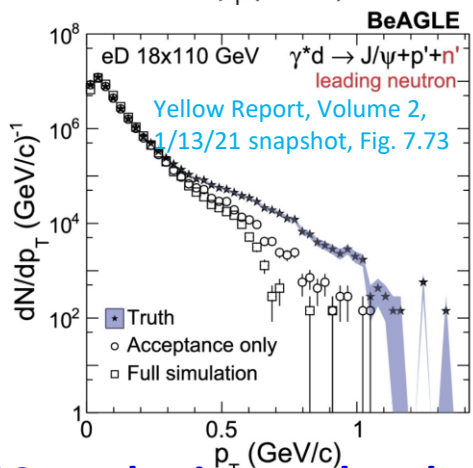 BeAGLE
10⁸
eD 18x110 GeV
γ*d → J/ψ+p'+n'
leading neutron
Yellow Report, Volume 2,
1/13/21 snapshot, Fig. 7.73
10⁶
10⁴
10²
1
dN/dp_T (GeV/c)⁻¹
Truth
Acceptance only
Full simulation
0 0.5 1
p_T (GeV/c)